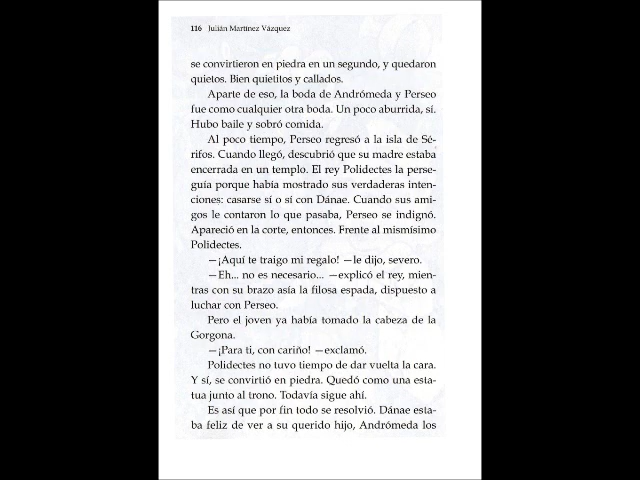 116 Julián Martínez Vázquez
se convirtieron en piedra en un segundo, y quedaron
quietos. Bien quietitos y callados.
Aparte de eso, la boda de Andrómeda y Perseo
fue como cualquier otra boda. Un poco aburrida, sí.
Hubo baile y sobró comida.
Al poco tiempo, Perseo regresó a la isla de Sé-
rifos. Cuando llegó, descubrió que su madre estaba
encerrada en un templo. El rey Polidectes la perse-
guía porque había mostrado sus verdaderas inten-
ciones: casarse sí o sí con Dánae. Cuando sus ami-
gos le contaron lo que pasaba, Perseo se indignó.
Apareció en la corte, entonces. Frente al mismísimo
Polidectes.
—¡Aquí te traigo mi regalo! —le dijo, severo.
—Eh... no es necesario... —explicó el rey, mien-
tras con su brazo asía la filosa espada, dispuesto a
luchar con Perseo.
Pero el joven ya había tomado la cabeza de la
Gorgona.
—¡Para ti, con cariño! —exclamó.
Polidectes no tuvo tiempo de dar vuelta la cara.
Y sí, se convirtió en piedra. Quedó como una esta-
tua junto al trono. Todavía sigue ahí.
Es así que por fin todo se resolvió. Dánae esta-
ba feliz de ver a su querido hijo, Andrómeda los